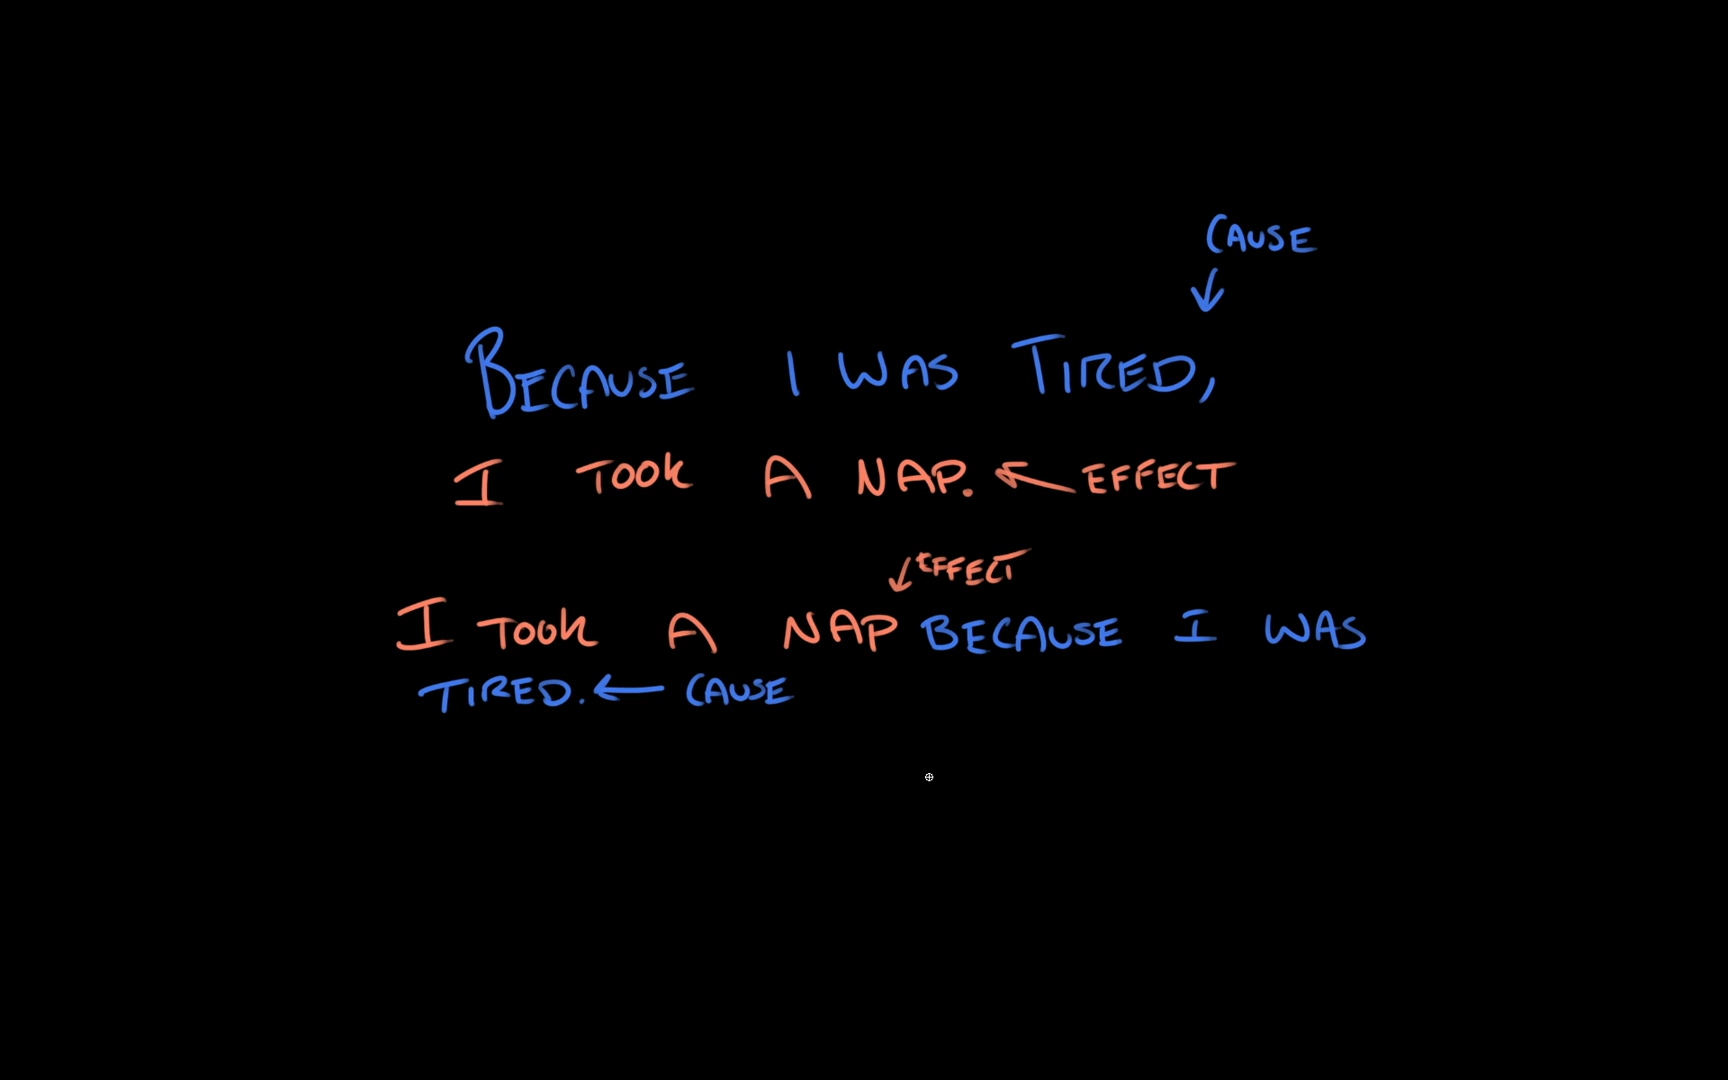 CAUSE
BECAUSE I WAS TIRED,
I TOOK A NAP. ← EFFECT
EFFECT
I TOOK A NAP BECAUSE I WAS
TIRED. ← CAUSE